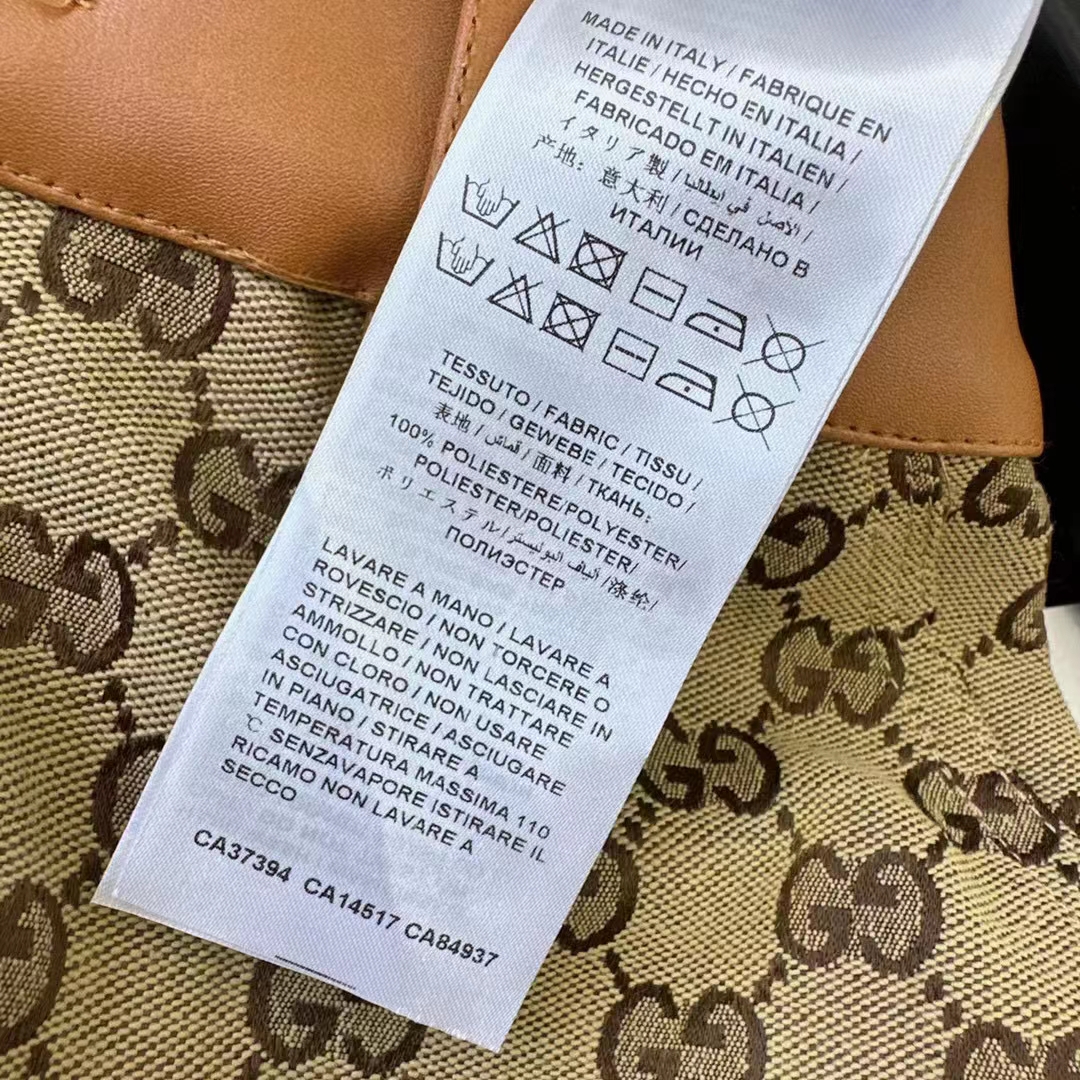 MADE IN ITALY / FABRIQUE EN
ITALIE / HECHO EN ITALIA /
HERGESTELLT IN ITALIEN /
FABRICADO EM ITALIA /
イタリア製 / الأصل في إيطاليا /
产地: 意大利 / СДЕЛАНО В
ИТАЛИИ
TESSUTO / FABRIC / TISSU /
TEJIDO / GEWEBE / TECIDO /
表地 / قماش / 面料 / ТКАНЬ:
100% POLIESTERE/POLYESTER/
POLIESTER/POLIESTER/
ポリエステル/ألياف البوليستر/涤纶/
ПОЛИЭСТЕР
LAVARE A MANO / LAVARE A
ROVESCIO / NON TORCERE O
STRIZZARE / NON LASCIARE IN
AMMOLLO / NON TRATTARE
CON CLORO / NON USARE
ASCIUGATRICE / ASCIUGARE
IN PIANO / STIRARE A
TEMPERATURA MASSIMA 110
℃ SENZAVAPORE ISTIRARE IL
RICAMO NON LAVARE A
SECCO
CA37394 CA14517 CA84937